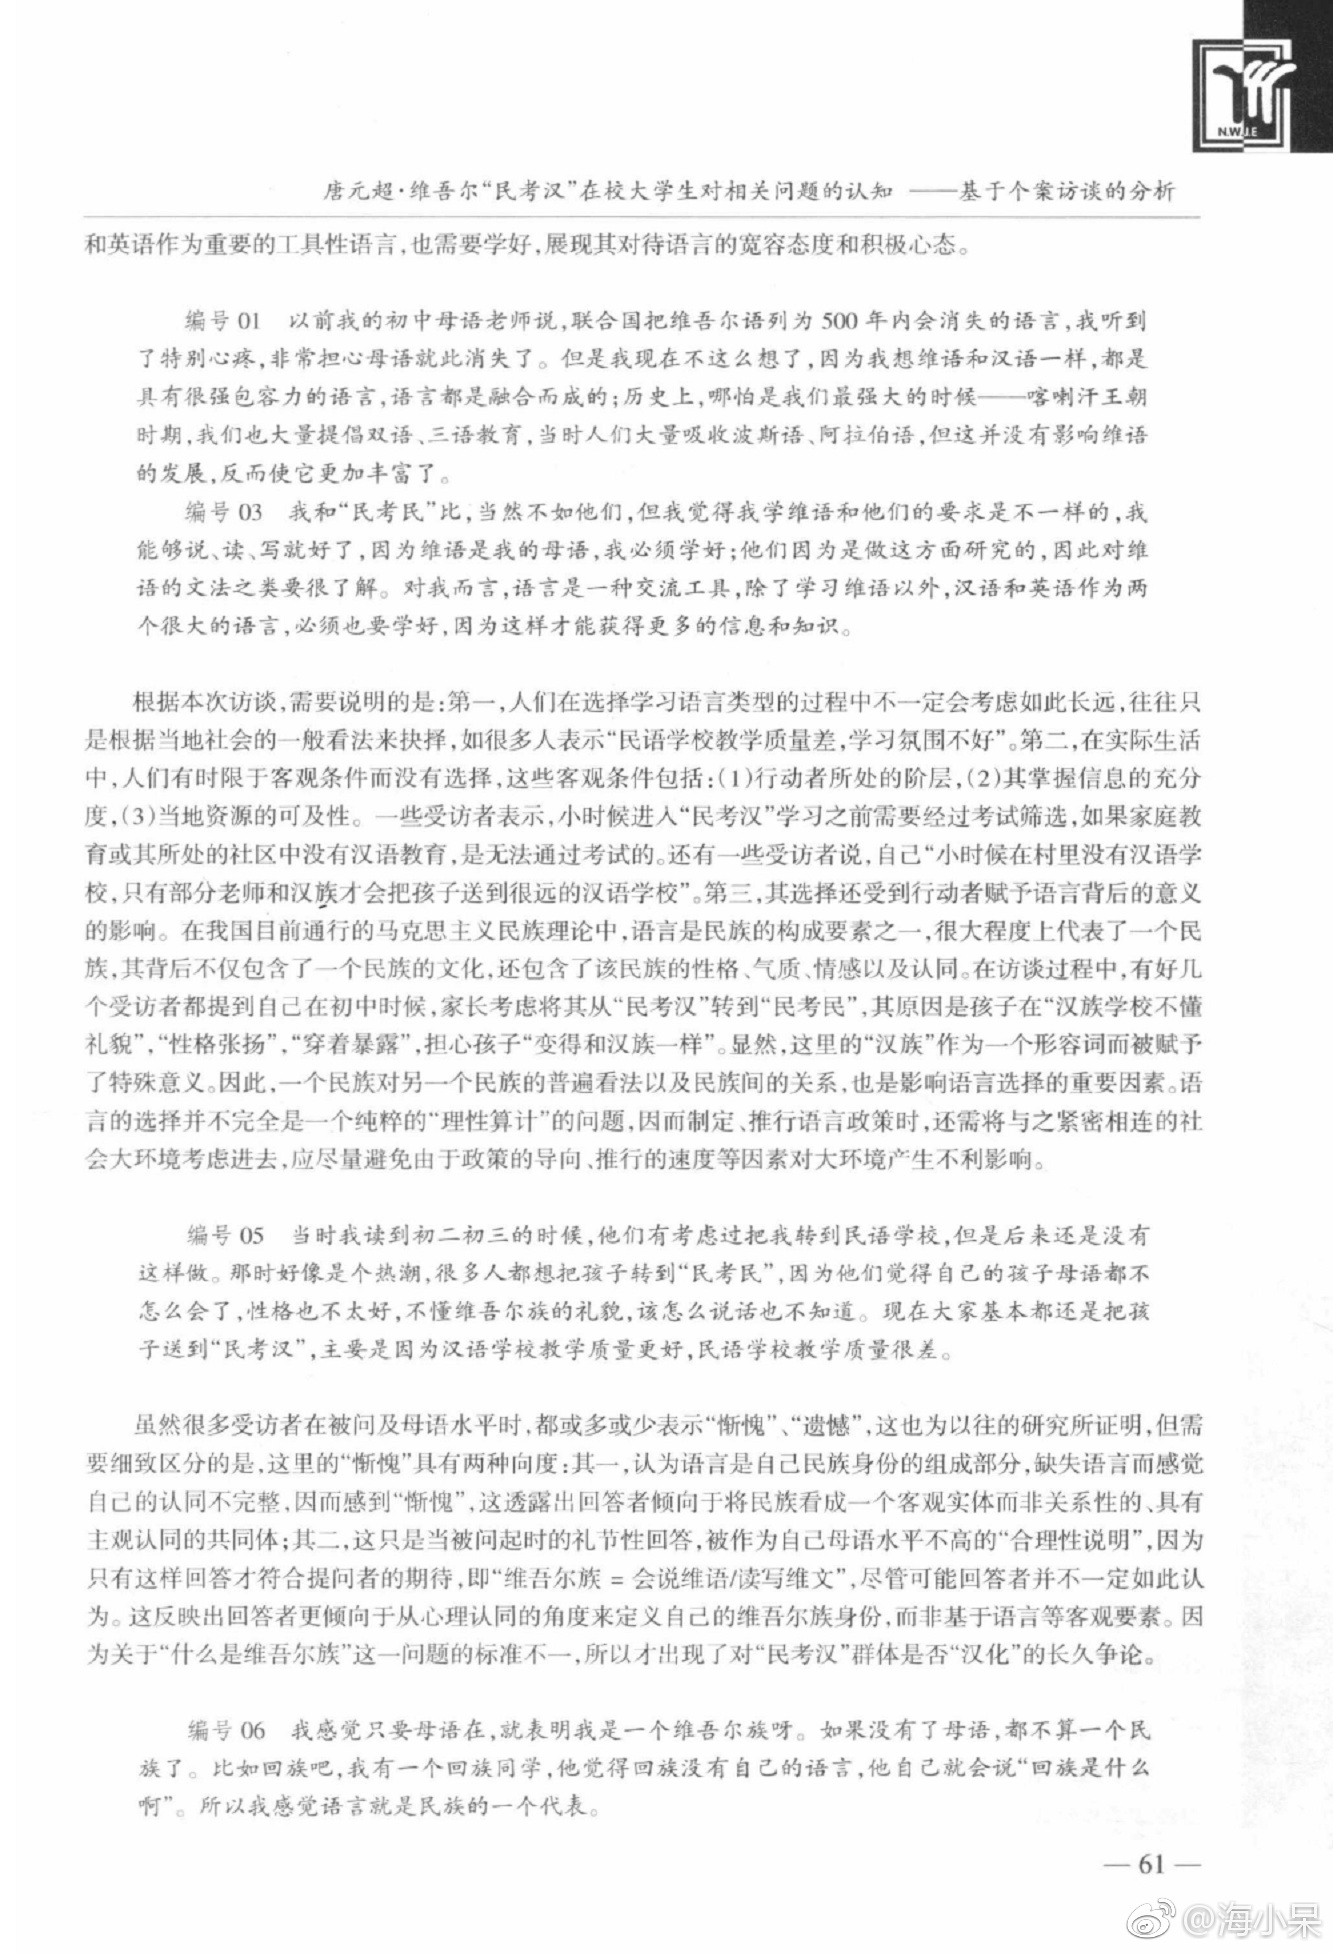 N.W.J.E
唐元超·维吾尔“民考汉”在校大学生对相关问题的认知 ——基于个案访谈的分析
和英语作为重要的工具性语言,也需要学好,展现其对待语言的宽容态度和积极心态。
编号 01 以前我的初中母语老师说,联合国把维吾尔语列为 500 年内会消失的语言,我听到
了特别心疼,非常担心母语就此消失了。但是我现在不这么想了,因为我想维语和汉语一样,都是
具有很强包容力的语言,语言都是融合而成的;历史上,哪怕是我们最强大的时候——喀喇汗王朝
时期,我们也大量提倡双语、三语教育,当时人们大量吸收波斯语、阿拉伯语,但这并没有影响维语
的发展,反而使它更加丰富了。
编号 03 我和“民考民”比,当然不如他们,但我觉得我学维语和他们的要求是不一样的,我
能够说、读、写就好了,因为维语是我的母语,我必须学好;他们因为是做这方面研究的,因此对维
语的文法之类要很了解。对我而言,语言是一种交流工具,除了学习维语以外,汉语和英语作为两
个很大的语言,必须也要学好,因为这样才能获得更多的信息和知识。
根据本次访谈,需要说明的是:第一,人们在选择学习语言类型的过程中不一定会考虑如此长远,往往只
是根据当地社会的一般看法来抉择,如很多人表示“民语学校教学质量差,学习氛围不好”。第二,在实际生活
中,人们有时限于客观条件而没有选择,这些客观条件包括:(1)行动者所处的阶层,(2)其掌握信息的充分
度,(3)当地资源的可及性。一些受访者表示,小时候进入“民考汉”学习之前需要经过考试筛选,如果家庭教
育或其所处的社区中没有汉语教育,是无法通过考试的。还有一些受访者说,自己“小时候在村里没有汉语学
校,只有部分老师和汉族才会把孩子送到很远的汉语学校”。第三,其选择还受到行动者赋予语言背后的意义
的影响。在我国目前通行的马克思主义民族理论中,语言是民族的构成要素之一,很大程度上代表了一个民
族,其背后不仅包含了一个民族的文化,还包含了该民族的性格、气质、情感以及认同。在访谈过程中,有好几
个受访者都提到自己在初中时候,家长考虑将其从“民考汉”转到“民考民”,其原因是孩子在“汉族学校不懂
礼貌”,“性格张扬”,“穿着暴露”,担心孩子“变得和汉族一样”。显然,这里的“汉族”作为一个形容词而被赋予
了特殊意义。因此,一个民族对另一个民族的普遍看法以及民族间的关系,也是影响语言选择的重要因素。语
言的选择并不完全是一个纯粹的“理性算计”的问题,因而制定、推行语言政策时,还需将与之紧密相连的社
会大环境考虑进去,应尽量避免由于政策的导向、推行的速度等因素对大环境产生不利影响。
编号 05 当时我读到初二初三的时候,他们有考虑过把我转到民语学校,但是后来还是没有
这样做。那时好像是个热潮,很多人都想把孩子转到“民考民”,因为他们觉得自己的孩子母语都不
怎么会了,性格也不太好,不懂维吾尔族的礼貌,该怎么说话也不知道。现在大家基本都还是把孩
子送到“民考汉”,主要是因为汉语学校教学质量更好,民语学校教学质量很差。
虽然很多受访者在被问及母语水平时,都或多或少表示“惭愧”、“遗憾”,这也为以往的研究所证明,但需
要细致区分的是,这里的“惭愧”具有两种向度:其一,认为语言是自己民族身份的组成部分,缺失语言而感觉
自己的认同不完整,因而感到“惭愧”,这透露出回答者倾向于将民族看成一个客观实体而非关系性的、具有
主观认同的共同体;其二,这只是当被问起时的礼节性回答,被作为自己母语水平不高的“合理性说明”,因为
只有这样回答才符合提问者的期待,即“维吾尔族 = 会说维语/读写维文”,尽管可能回答者并不一定如此认
为。这反映出回答者更倾向于从心理认同的角度来定义自己的维吾尔族身份,而非基于语言等客观要素。因
为关于“什么是维吾尔族”这一问题的标准不一,所以才出现了对“民考汉”群体是否“汉化”的长久争论。
编号 06 我感觉只要母语在,就表明我是一个维吾尔族呀。如果没有了母语,都不算一个民
族了。比如回族吧,我有一个回族同学,他觉得回族没有自己的语言,他自己就会说“回族是什么
啊”。所以我感觉语言就是民族的一个代表。
— 61 —
@海小呆